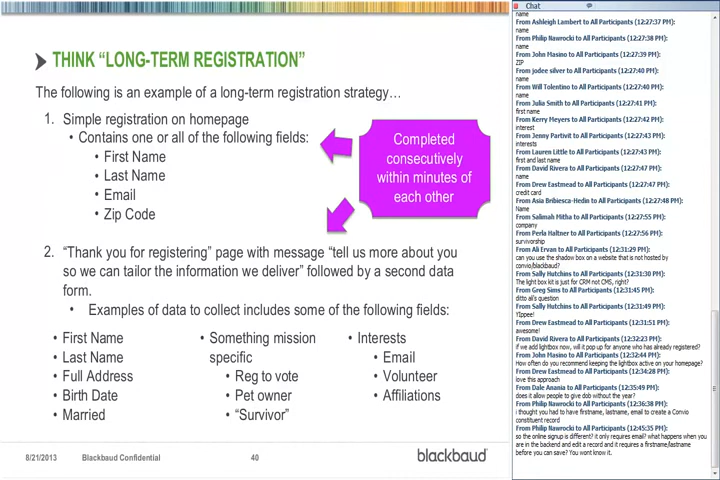 THINK “LONG-TERM REGISTRATION”
The following is an example of a long-term registration strategy…
1. Simple registration on homepage
• Contains one or all of the following fields:
• First Name
• Last Name
• Email
• Zip Code
Completed
consecutively
within minutes of
each other
2. “Thank you for registering” page with message “tell us more about you
so we can tailor the information we deliver” followed by a second data
form.
• Examples of data to collect includes some of the following fields:
• First Name
• Last Name
• Full Address
• Birth Date
• Married
• Something mission
specific
• Reg to vote
• Pet owner
• “Survivor”
• Interests
• Email
• Volunteer
• Affiliations
8/21/2013 Blackbaud Confidential 40
blackbaud
Chat
name
From Ashleigh Lambert to All Participants (12:27:37 PM):
name
From Philip Nawrocki to All Participants (12:27:38 PM):
name
From John Masino to All Participants (12:27:39 PM):
ZIP
From jodee silver to All Participants (12:27:40 PM):
name
From Will Tolentino to All Participants (12:27:40 PM):
name
From Julia Smith to All Participants (12:27:41 PM):
first name
From Kerry Meyers to All Participants (12:27:42 PM):
interest
From Jenny Partivit to All Participants (12:27:43 PM):
interests
From Lauren Little to All Participants (12:27:43 PM):
first and last name
From David Rivera to All Participants (12:27:47 PM):
name
From Drew Eastmead to All Participants (12:27:47 PM):
credit card
From Asia Bribiesca-Hedin to All Participants (12:27:48 PM):
Name
From Salimah Mitha to All Participants (12:27:55 PM):
company
From Perla Haltner to All Participants (12:27:56 PM):
survivorship
From Ali Ervan to All Participants (12:31:29 PM):
can you use the shadow box on a website that is not hosted by
convio/blackbaud?
From Sally Hutchins to All Participants (12:31:30 PM):
The light box kit is just for CRM not CMS, right?
From Greg Sims to All Participants (12:31:45 PM):
ditto ali's question
From Sally Hutchins to All Participants (12:31:49 PM):
YIppee!
From Drew Eastmead to All Participants (12:31:51 PM):
awesome!
From David Rivera to All Participants (12:32:23 PM):
if we add lightbox now, will it pop up for anyone who has already registered?
From John Masino to All Participants (12:32:44 PM):
How often do you recommend keeping the lightbox active on your homepage?
From Drew Eastmead to All Participants (12:34:28 PM):
love this approach
From Dale Anania to All Participants (12:35:49 PM):
does it allow people to give dob without the year?
From Philip Nawrocki to All Participants (12:36:38 PM):
i thought you had to have firstname, lastname, email to create a Convio
constituent record
From Philip Nawrocki to All Participants (12:45:35 PM):
so the online signup is different? it only requires email? what happens when you
are in the backend and edit a record and it requires a firstname/lastname
before you can save? You wont know it.